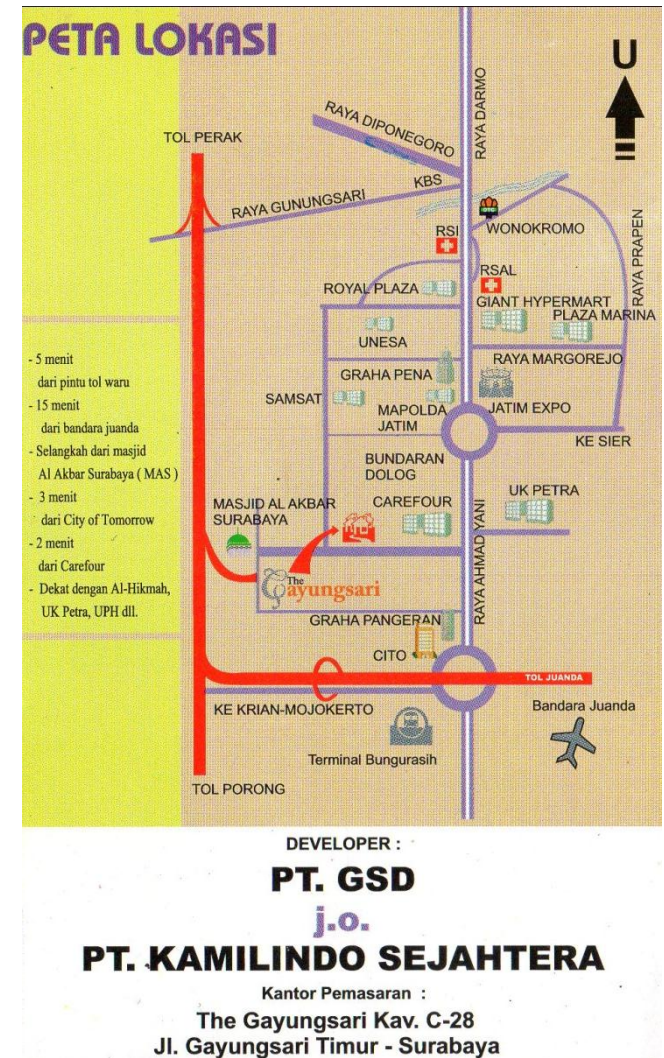 PETA LOKASI
U
RAYA DARMO
RAYA DIPONEGORO
TOL PERAK
KBS
RAYA GUNUNGSARI
WONOKROMO
RAYA PRAPEN
RSI
RSAL
ROYAL PLAZA
GIANT HYPERMART
PLAZA MARINA
UNESA
RAYA MARGOREJO
GRAHA PENA
SAMSAT
MAPOLDA
JATIM
JATIM EXPO
KE SIER
BUNDARAN
DOLOG
UK PETRA
MASJID AL AKBAR
SURABAYA
CAREFOUR
RAYA AHMAD YANI
The
Gayungsari
GRAHA PANGERAN
CITO
TOL JUANDA
KE KRIAN-MOJOKERTO
Bandara Juanda
Terminal Bungurasih
TOL PORONG
- 5 menit
dari pintu tol waru
- 15 menit
dari bandara juanda
- Selangkah dari masjid
Al Akbar Surabaya ( MAS )
- 3 menit
dari City of Tomorrow
- 2 menit
dari Carefour
- Dekat dengan Al-Hikmah,
UK Petra, UPH dll.
DEVELOPER :
PT. GSD
j.o.
PT. KAMILINDO SEJAHTERA
Kantor Pemasaran :
The Gayungsari Kav. C-28
Jl. Gayungsari Timur - Surabaya